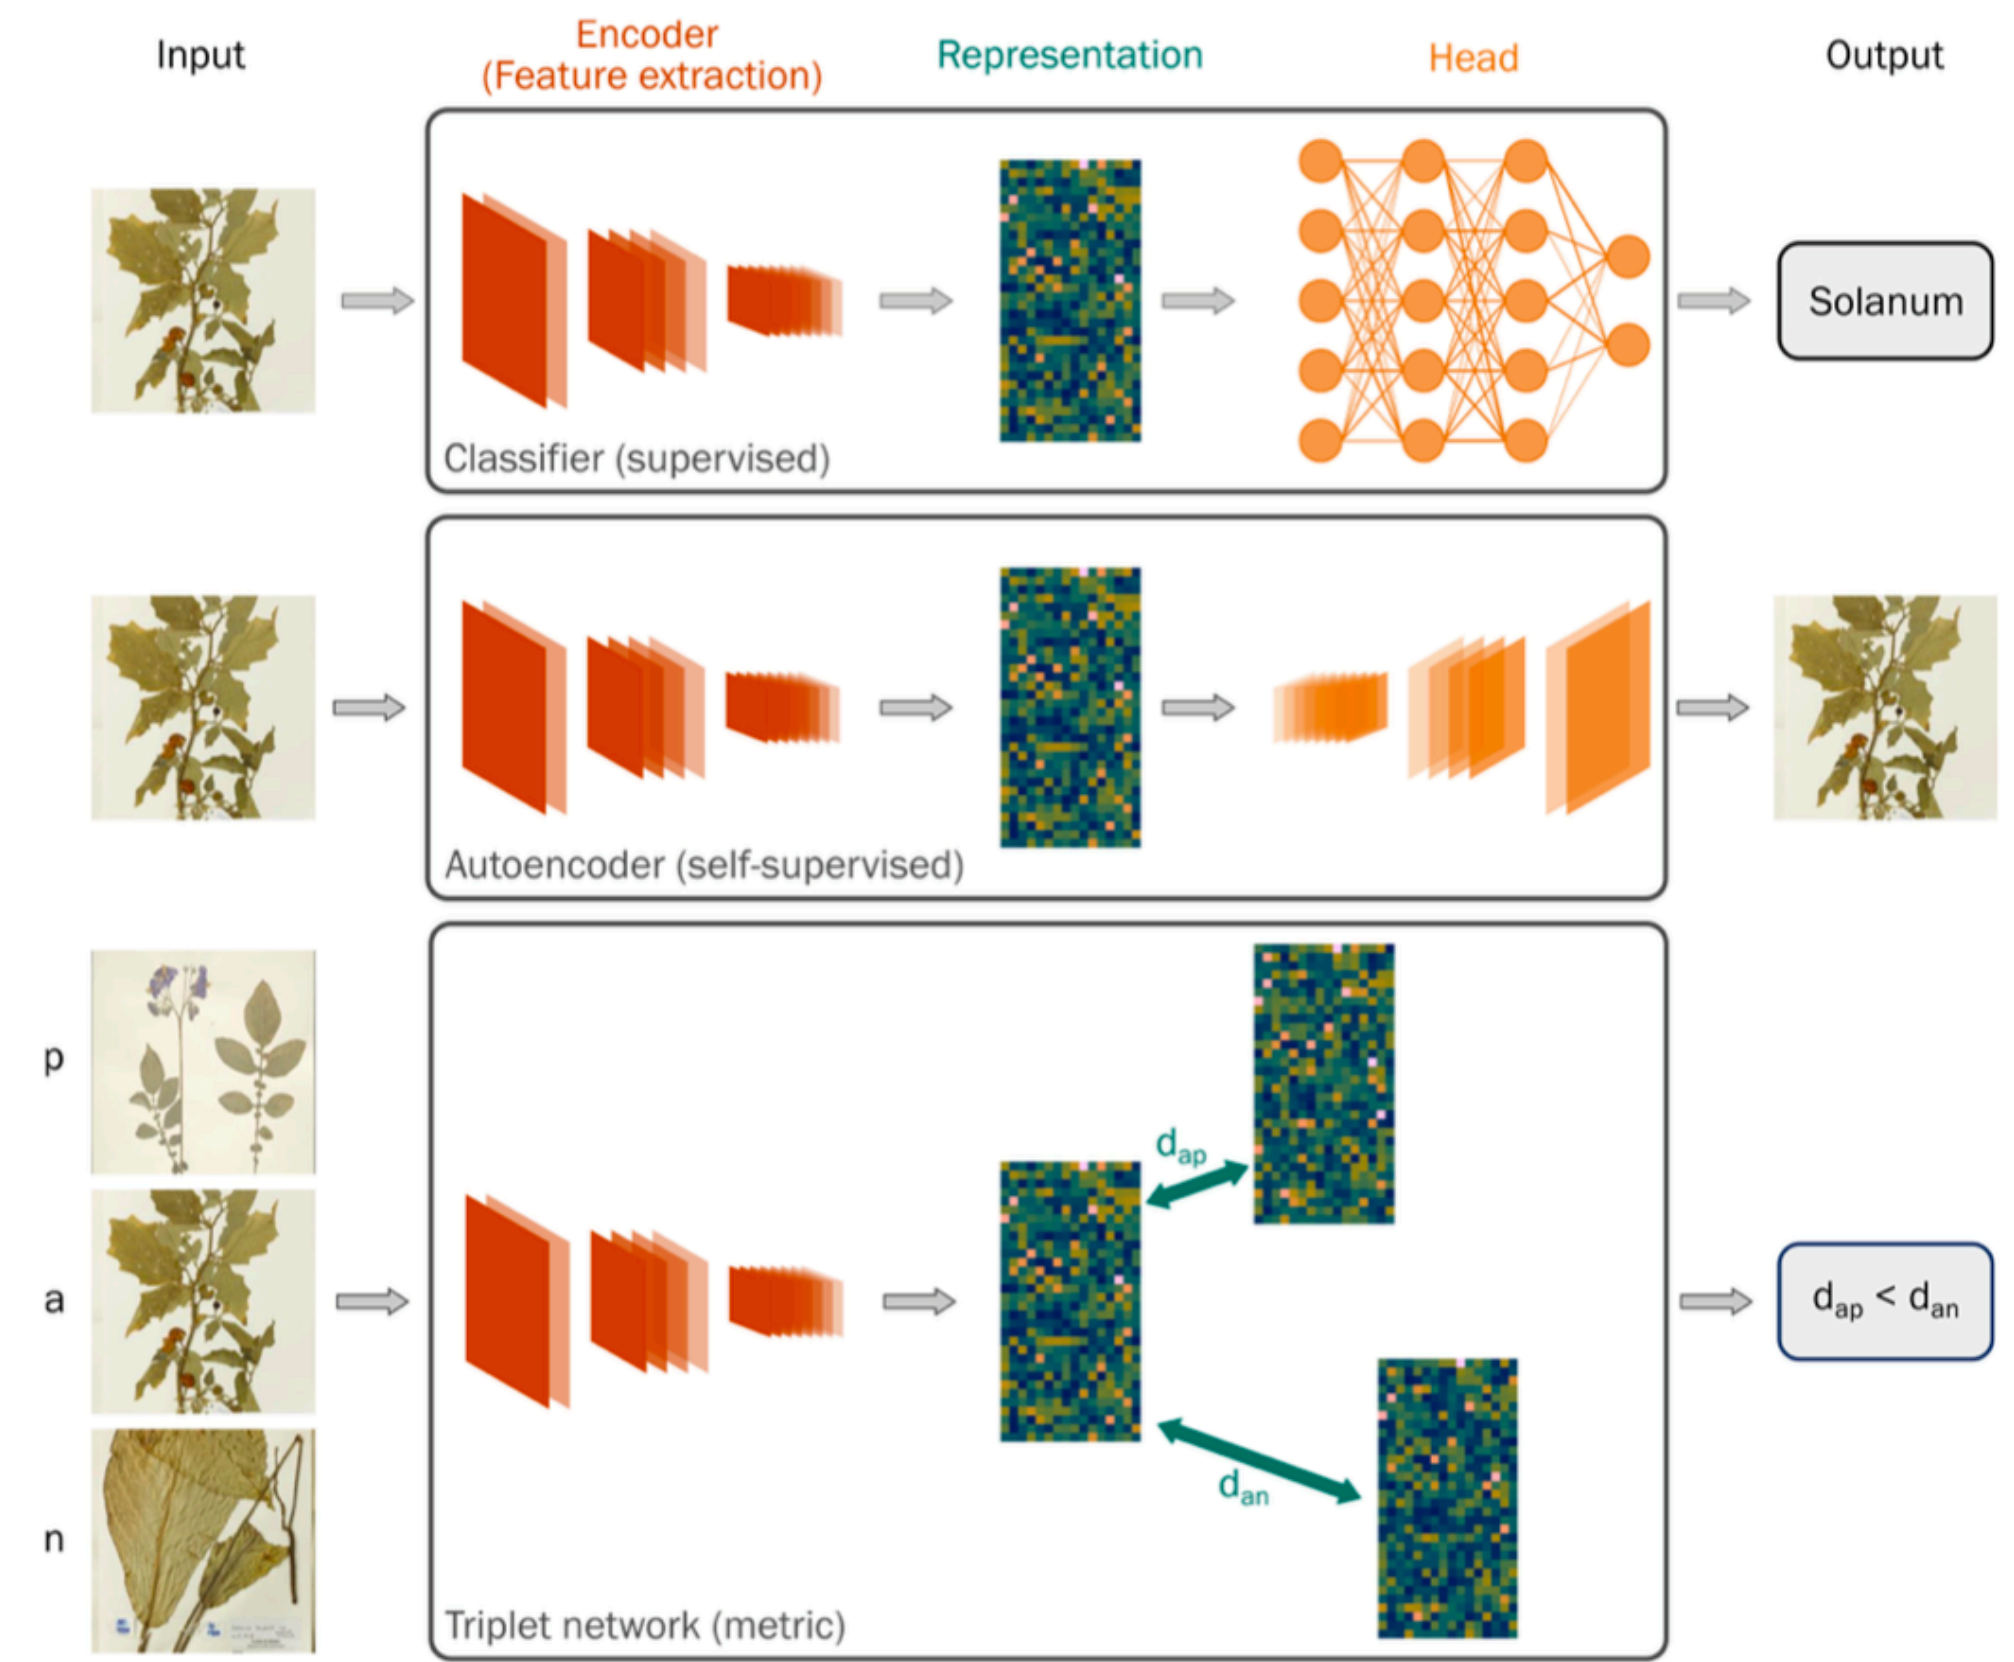 Input
Encoder
(Feature extraction)
Representation
Head
Output
Classifier (supervised)
Solanum
Autoencoder (self-supervised)
p
a
n
dap
dan
dap < dan
Triplet network (metric)